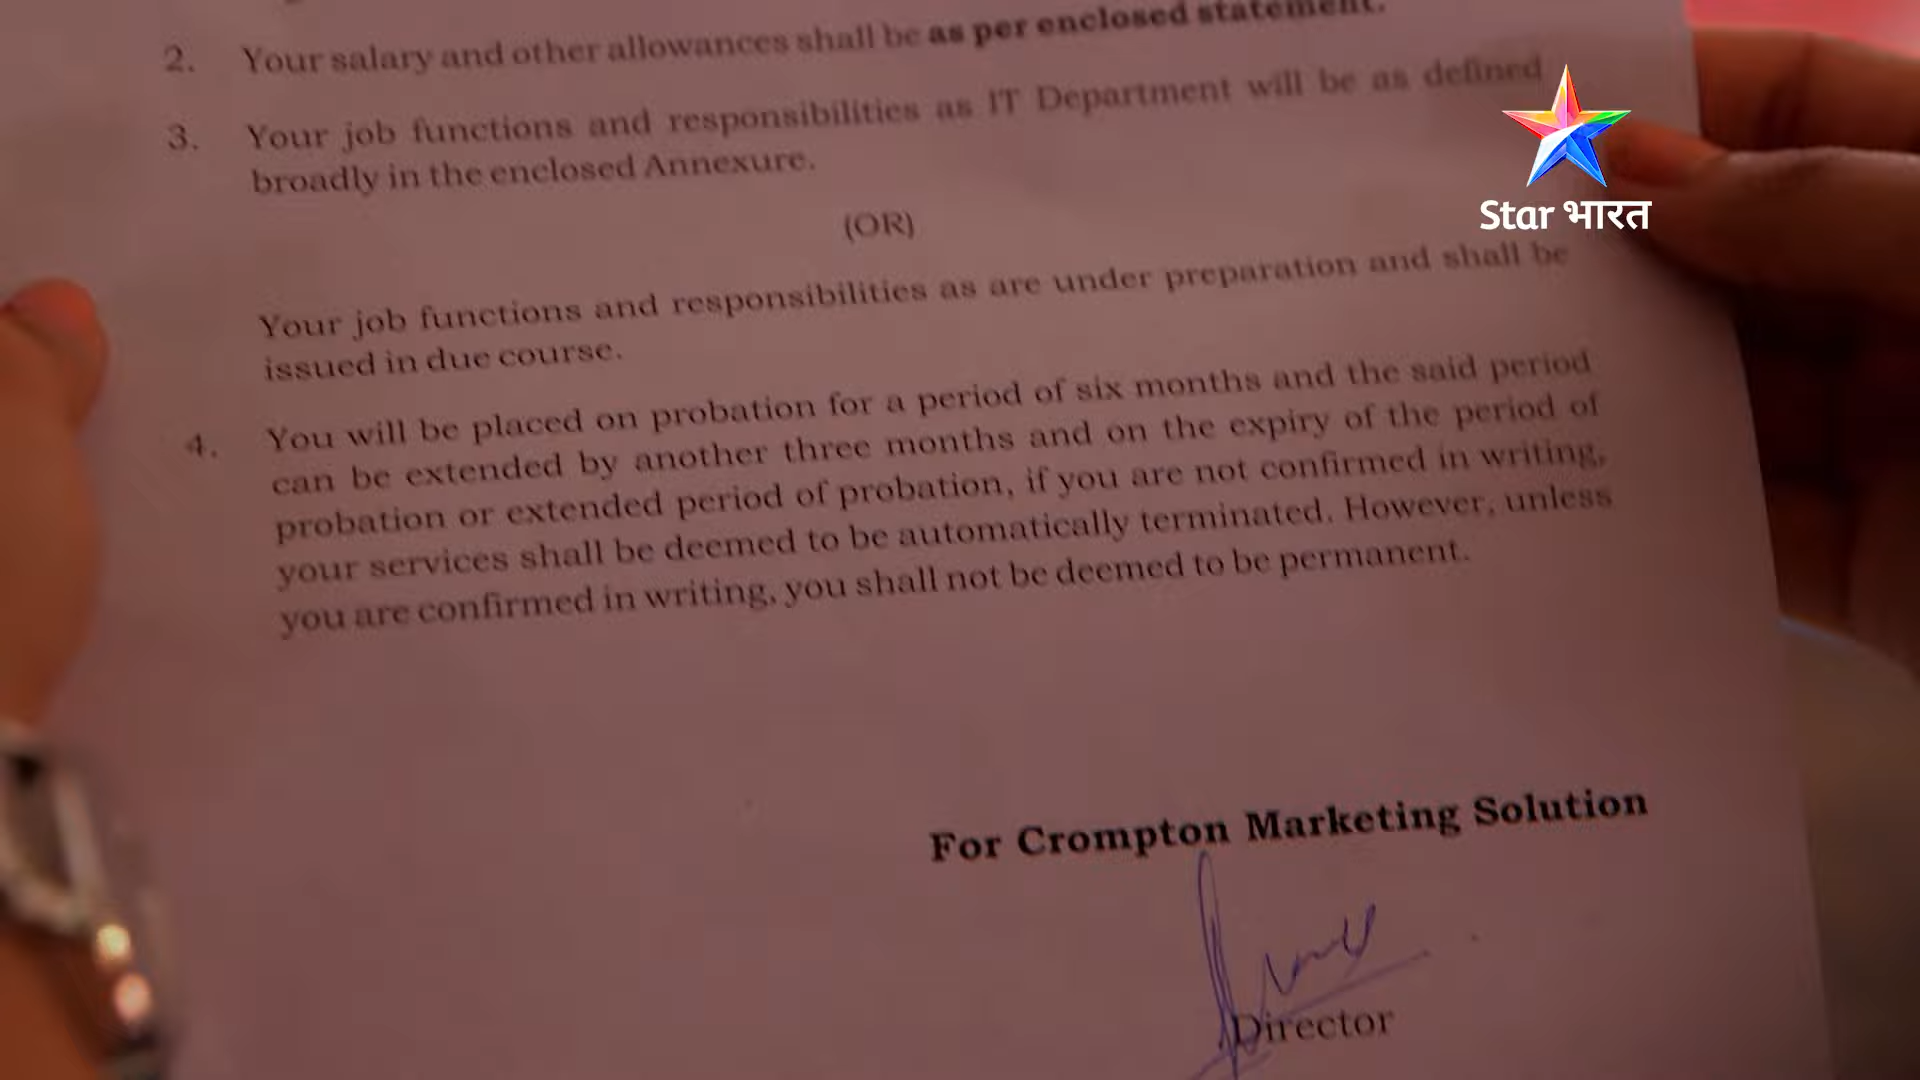 2. Your salary and other allowances shall be as per enclosed statement.
3. Your job functions and responsibilities as IT Department will be as defined
broadly in the enclosed Annexure.
(OR)
Your job functions and responsibilities as are under preparation and shall be
issued in due course.
4. You will be placed on probation for a period of six months and the said period
can be extended by another three months and on the expiry of the period of
probation or extended period of probation, if you are not confirmed in writing,
your services shall be deemed to be automatically terminated. However, unless
you are confirmed in writing, you shall not be deemed to be permanent.
For Crompton Marketing Solution
Director
Star भारत